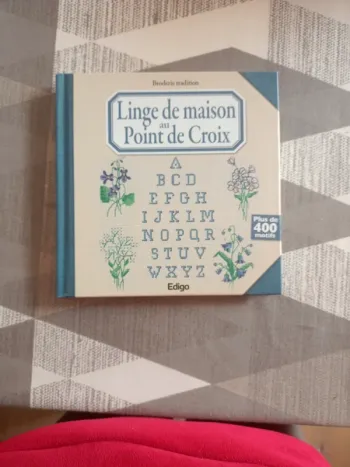 Broderie tradition
Linge de maison
au
Point de Croix
A
BCD
EFGH
IJKLM
NOPQR
STUV
WXYZ
Plus de
400
motifs
Edigo